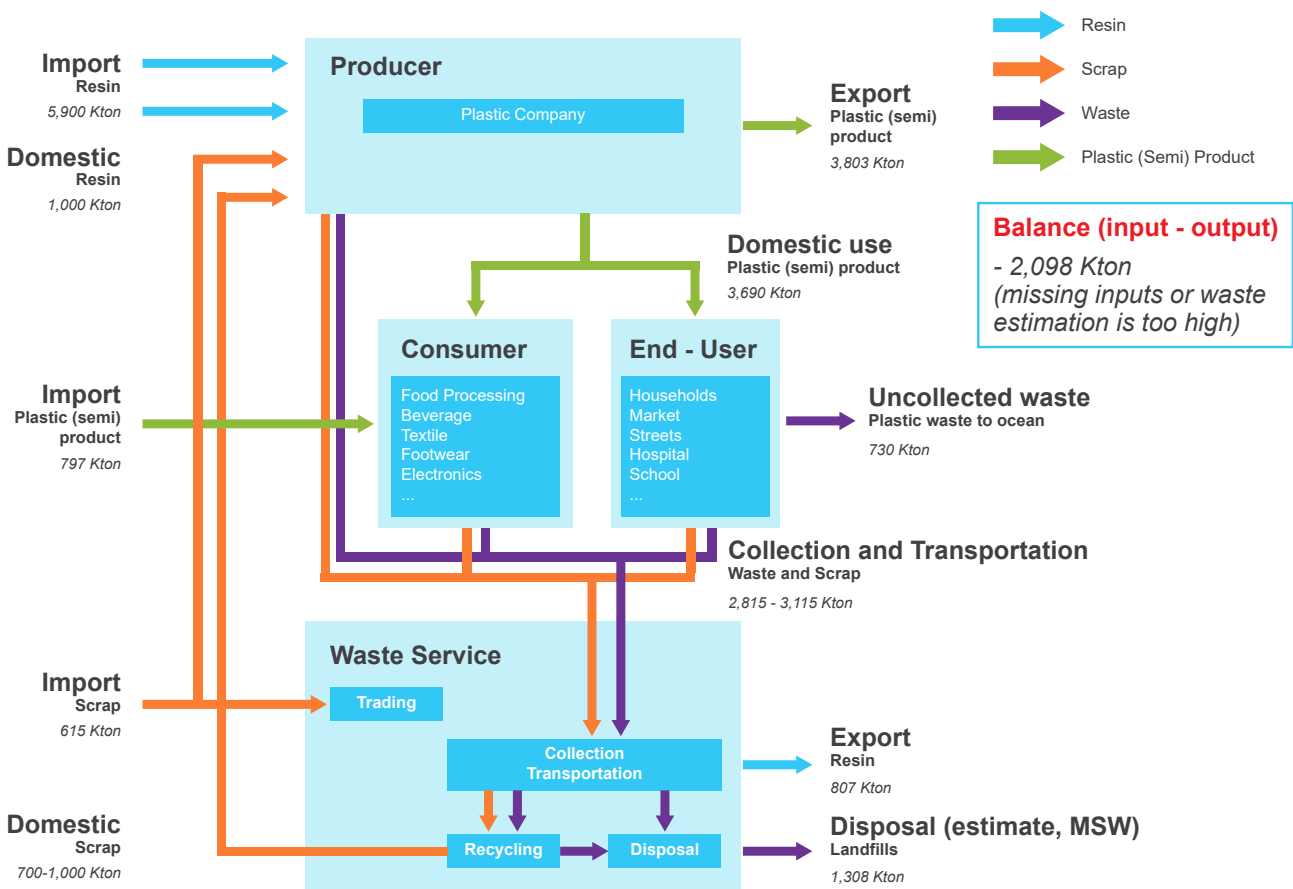 Import
Resin
5,900 Kton
Domestic
Resin
1,000 Kton
Producer
Plastic Company
Export
Plastic (semi)
product
3,803 Kton
Resin
Scrap
Waste
Plastic (Semi) Product
Balance (input - output)
- 2,098 Kton
(missing inputs or waste
estimation is too high)
Domestic use
Plastic (semi) product
3,690 Kton
Import
Plastic (semi)
product
797 Kton
Consumer
Food Processing
Beverage
Textile
Footwear
Electronics
...
End - User
Households
Market
Streets
Hospital
School
...
Uncollected waste
Plastic waste to ocean
730 Kton
Collection and Transportation
Waste and Scrap
2,815 - 3,115 Kton
Import
Scrap
615 Kton
Domestic
Scrap
700-1,000 Kton
Waste Service
Trading
Collection
Transportation
Recycling
Disposal
Export
Resin
807 Kton
Disposal (estimate, MSW)
Landfills
1,308 Kton